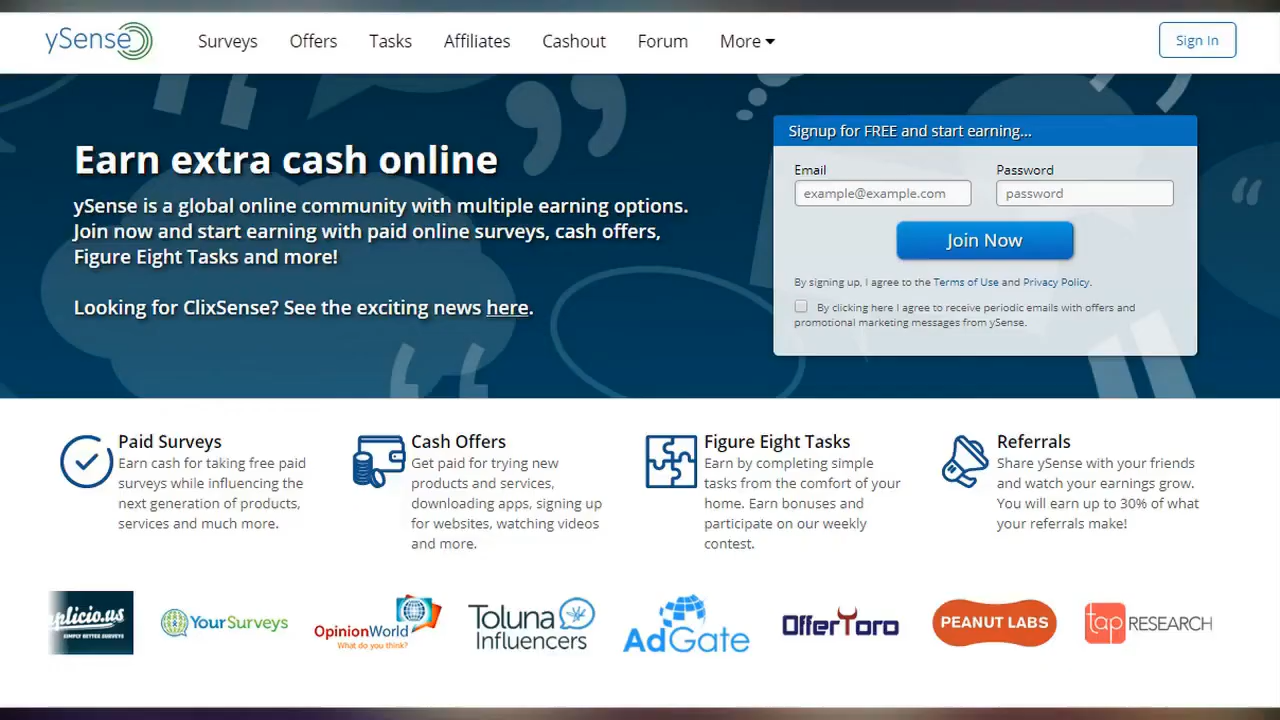 ySense
Surveys
Offers
Tasks
Affiliates
Cashout
Forum
More
Sign In
Earn extra cash online
ySense is a global online community with multiple earning options.
Join now and start earning with paid online surveys, cash offers,
Figure Eight Tasks and more!
Looking for ClixSense? See the exciting news here.
Signup for FREE and start earning...
Email
Password
example@example.com
password
Join Now
By signing up, I agree to the Terms of Use and Privacy Policy.
By clicking here I agree to receive periodic emails with offers and
promotional marketing messages from ySense.
Paid Surveys
Earn cash for taking free paid
surveys while influencing the
next generation of products,
services and much more.
Cash Offers
Get paid for trying new
products and services,
downloading apps, signing up
for websites, watching videos
and more.
Figure Eight Tasks
Earn by completing simple
tasks from the comfort of your
home. Earn bonuses and
participate on our weekly
contest.
Referrals
Share ySense with your friends
and watch your earnings grow.
You will earn up to 30% of what
your referrals make!
plicio.us
SIMPLY BETTER SURVEYS
YourSurveys
OpinionWorld
What do you think?
Toluna
Influencers
AdGate
OfferToro
PEANUT LABS
tap RESEARCH